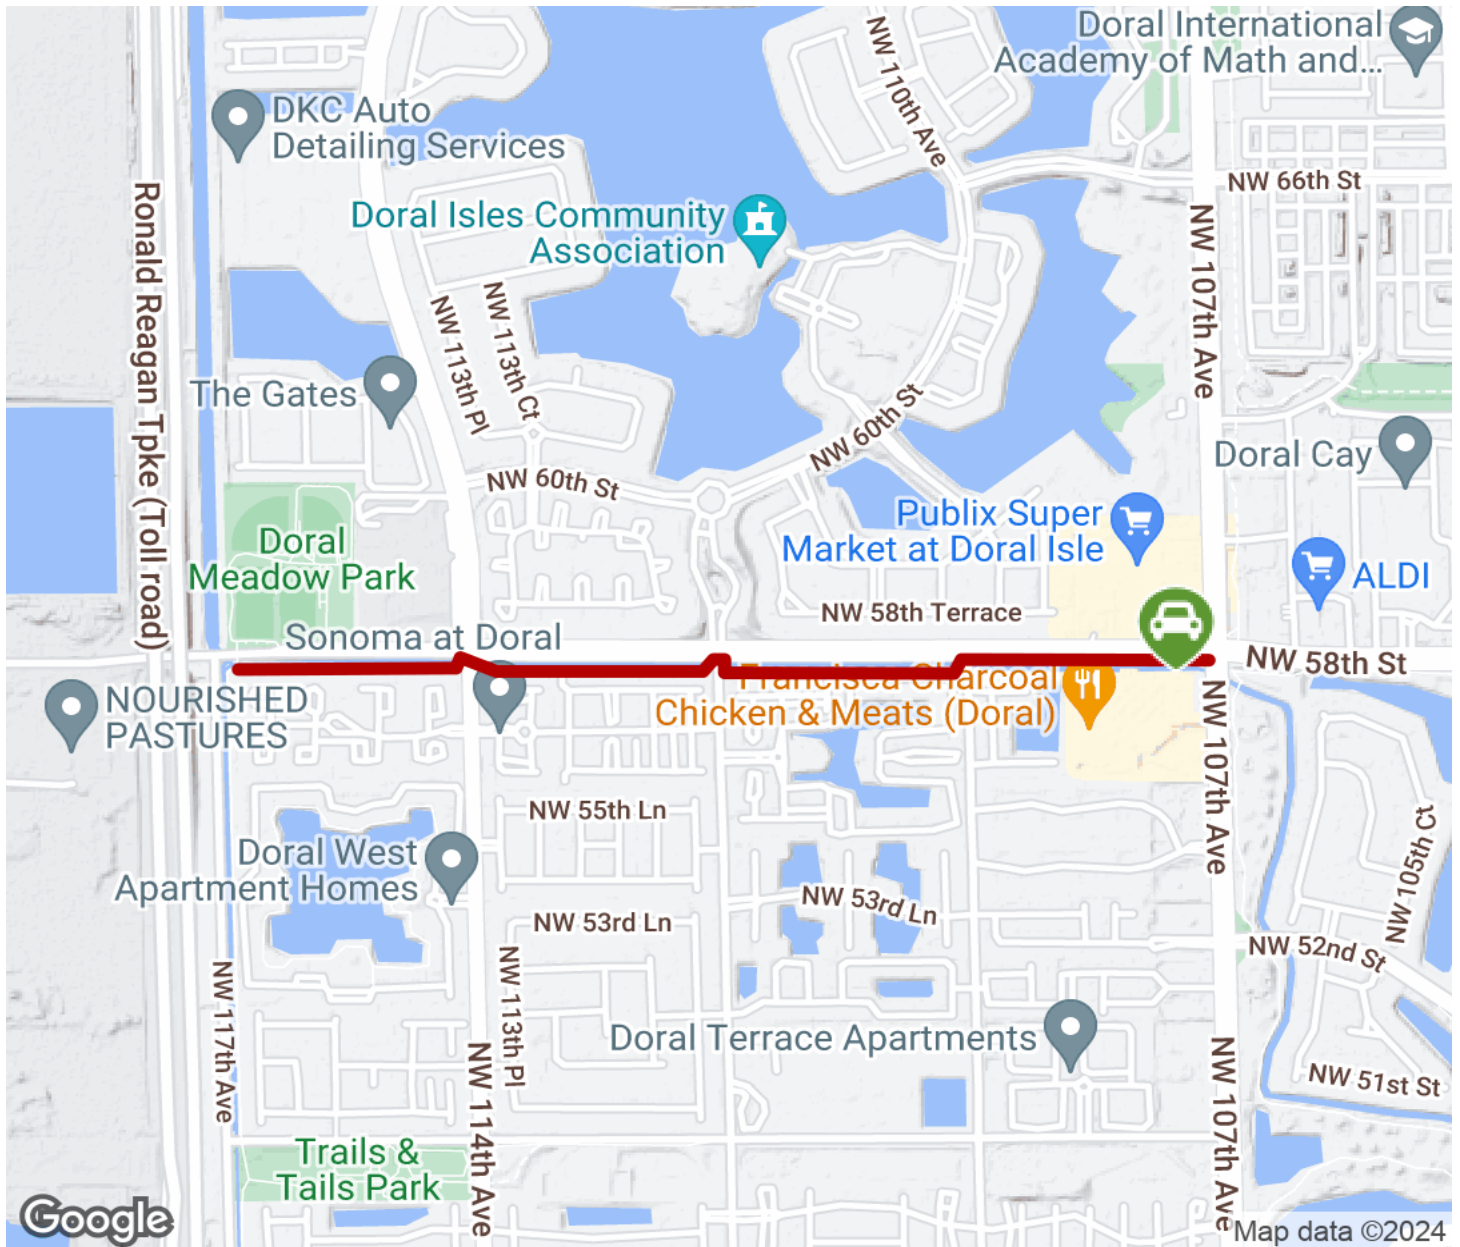 Doral International
Academy of Math and...
NW 110th Ave
DKC Auto
Detailing Services
Ronald Reagan Tpke (Toll road)
NW 66th St
Doral Isles Community
Association
NW 107th Ave
NW 113th Pl
NW 113th Ct
The Gates
NW 60th St
Doral Cay
NW 60th St
Publix Super
Market at Doral Isle
Doral
Meadow Park
ALDI
NW 58th Terrace
Sonoma at Doral
NW 58th St
Francisca Charcoal
Chicken & Meats (Doral)
NOURISHED
PASTURES
NW 107th Ave
NW 55th Ln
NW 105th Ct
Doral West
Apartment Homes
NW 53rd Ln
NW 53rd Ln
NW 52nd St
NW 117th Ave
NW 113th Pl
Doral Terrace Apartments
NW 114th Ave
NW 107th Ave
NW 51st St
Trails &
Tails Park
Google
Map data ©2024